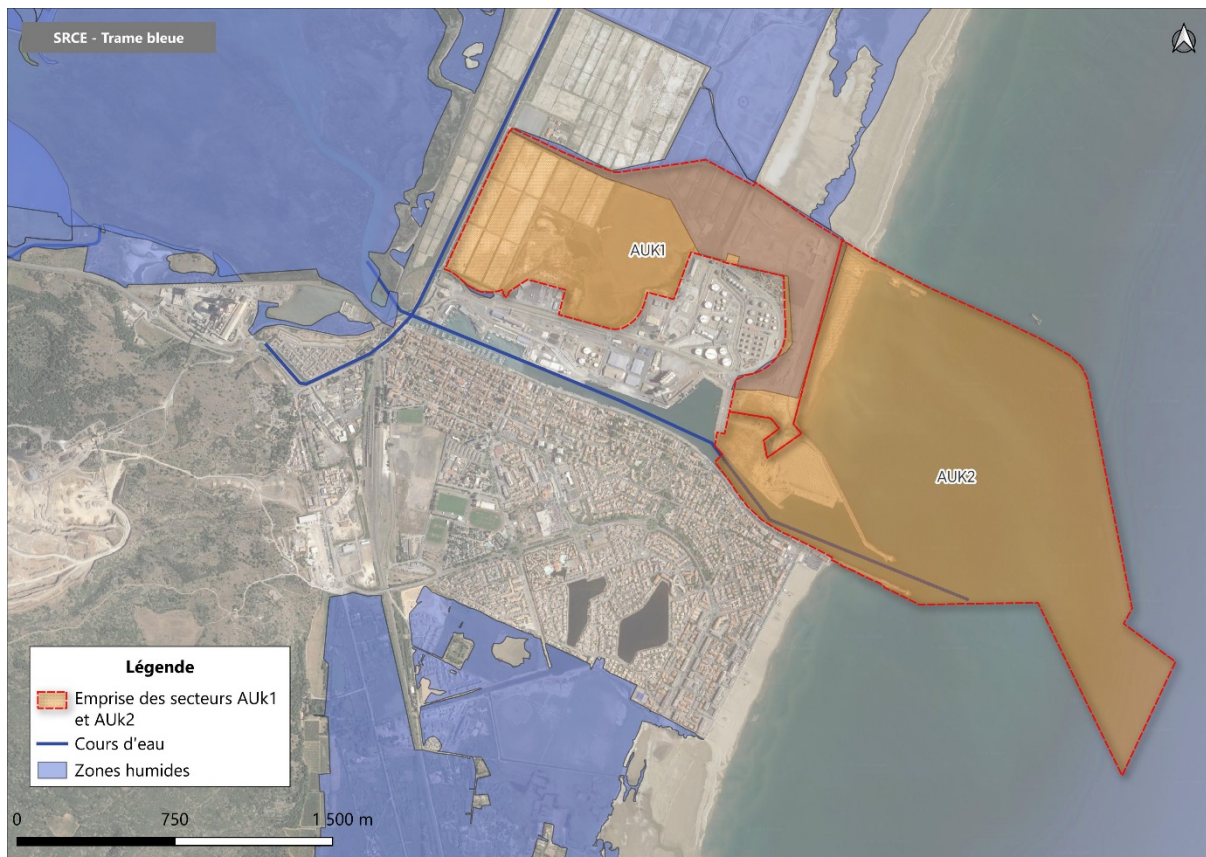 SRCE - Trame bleue
AUK1
AUK2
Légende
Emprise des secteurs AUk1
et AUk2
Cours d'eau
Zones humides
0 750 1 500 m